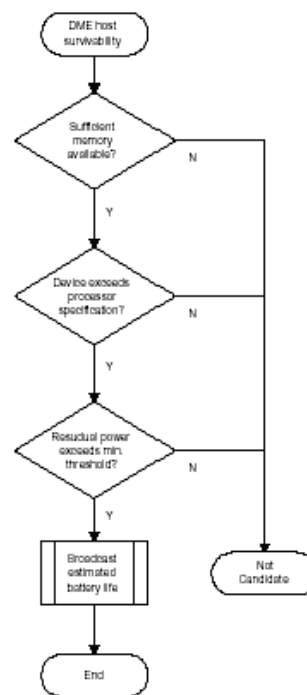 DME host
survivability
Sufficient
memory
available?
N
Y
Device exceeds
processor
specification?
N
Y
Resudual power
exceeds min.
threshold?
N
Y
Broadcast
estimated
battery life
Not
Candidate
End